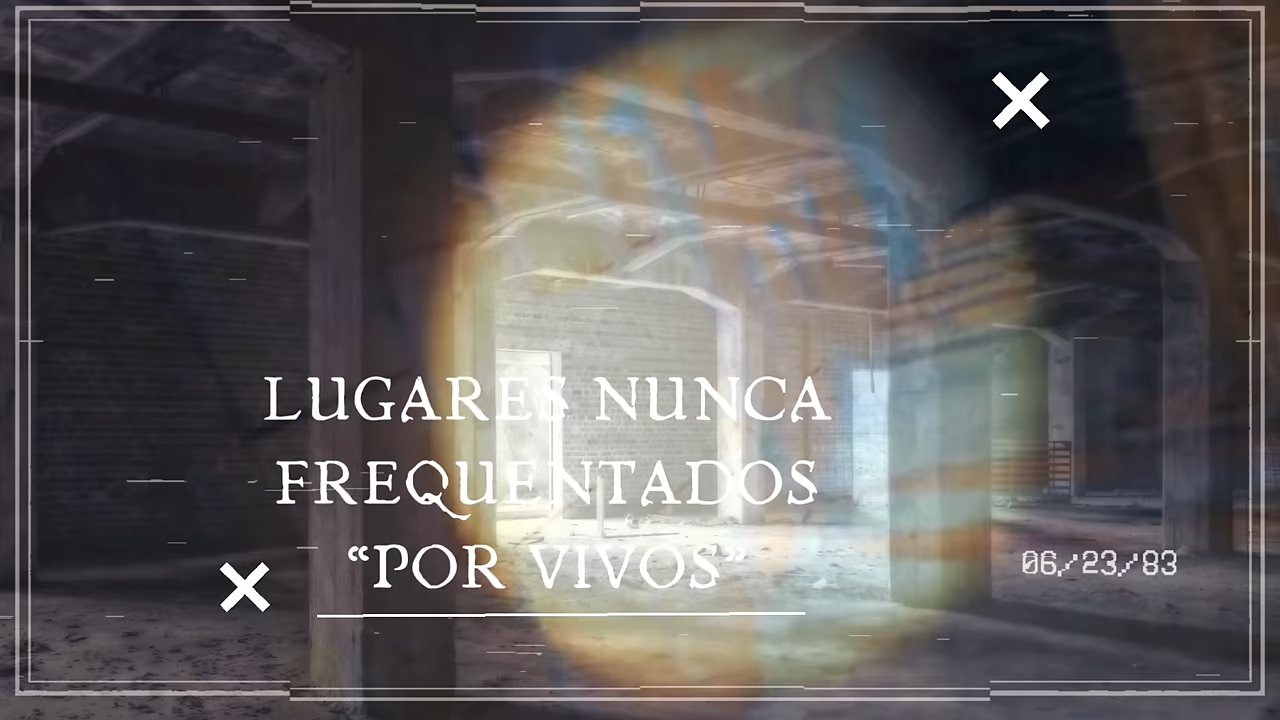 LUGARES NUNCA
FREQUENTADOS
“POR VIVOS”
06/23/83